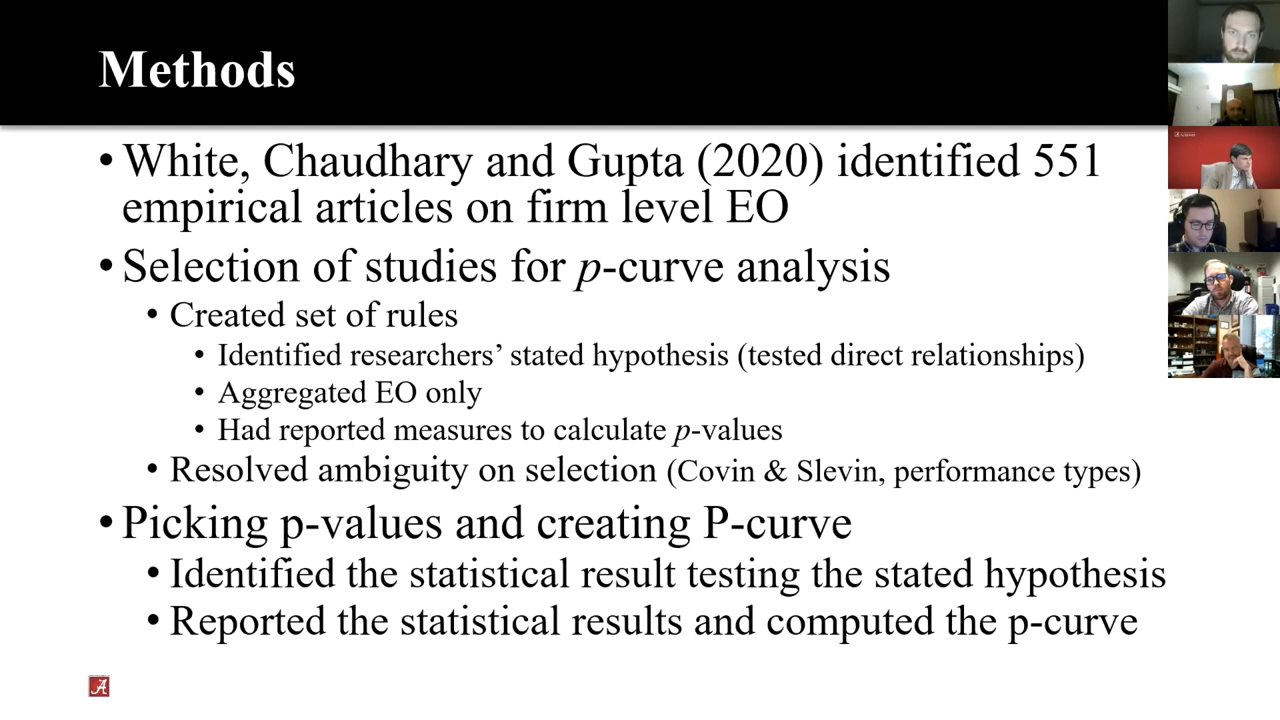 Methods
• White, Chaudhary and Gupta (2020) identified 551
empirical articles on firm level EO
• Selection of studies for p-curve analysis
• Created set of rules
• Identified researchers’ stated hypothesis (tested direct relationships)
• Aggregated EO only
• Had reported measures to calculate p-values
• Resolved ambiguity on selection (Covin & Slevin, performance types)
• Picking p-values and creating P-curve
• Identified the statistical result testing the stated hypothesis
• Reported the statistical results and computed the p-curve
A